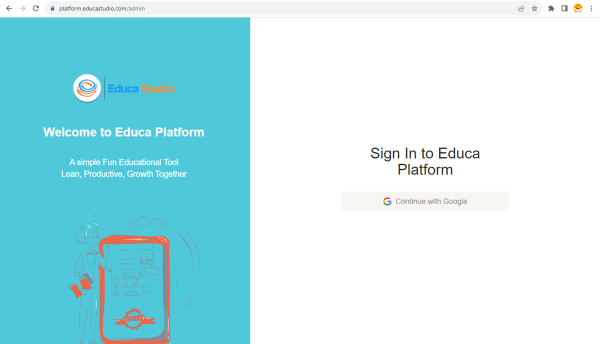 platform.educastudio.com/admin
Educa Studio
Welcome to Educa Platform
A simple Fun Educational Tool
Lean, Productive, Growth Together
Sign In to Educa
Platform
Continue with Google